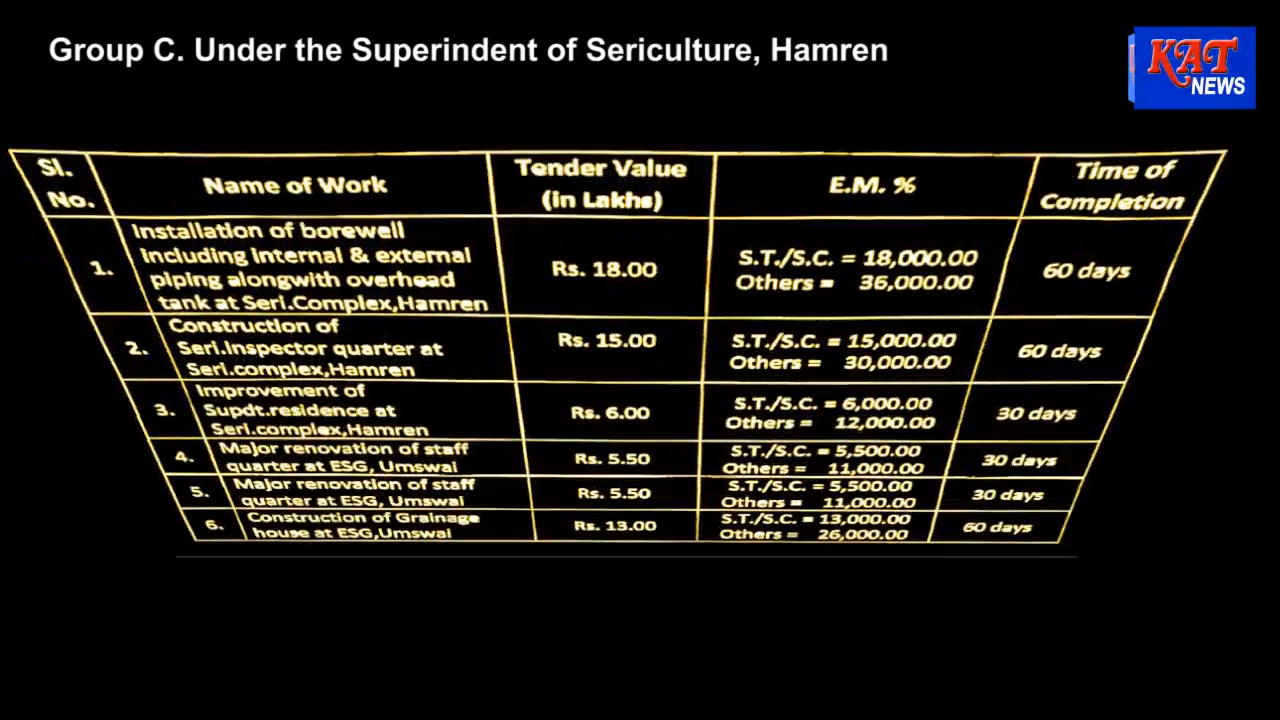 Group C. Under the Superindent of Sericulture, Hamren
KAT
NEWS
Sl.
No.
Name of Work
Tender Value
(in Lakhs)
E.M. %
Time of
Completion
1.
Installation of borewell
including internal & external
piping alongwith overhead
tank at Seri.Complex,Hamren
Rs. 18.00
S.T./S.C. = 18,000.00
Others = 36,000.00
60 days
2.
Construction of
Seri.Inspector quarter at
Seri.complex,Hamren
Rs. 15.00
S.T./S.C. = 15,000.00
Others = 30,000.00
60 days
3.
Improvement of
Supdt.residence at
Seri.complex,Hamren
Rs. 6.00
S.T./S.C. = 6,000.00
Others = 12,000.00
30 days
4.
Major renovation of staff
quarter at ESG, Umswai
Rs. 5.50
S.T./S.C. = 5,500.00
Others = 11,000.00
30 days
5.
Major renovation of staff
quarter at ESG, Umswai
Rs. 5.50
S.T./S.C. = 5,500.00
Others = 11,000.00
30 days
6.
Construction of Grainage
house at ESG,Umswai
Rs. 13.00
S.T./S.C. = 13,000.00
Others = 26,000.00
60 days